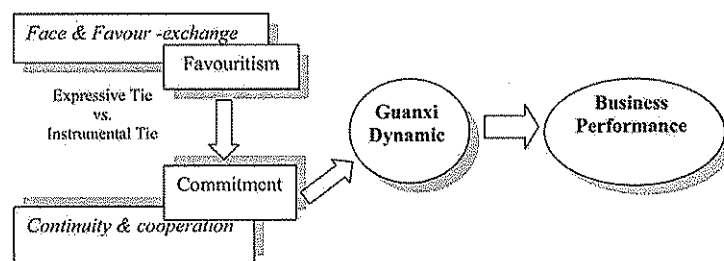 Face & Favour -exchange
Favouritism
Expressive Tie
vs.
Instrumental Tie
Commitment
Continuity & cooperation
Guanxi
Dynamic
Business
Performance